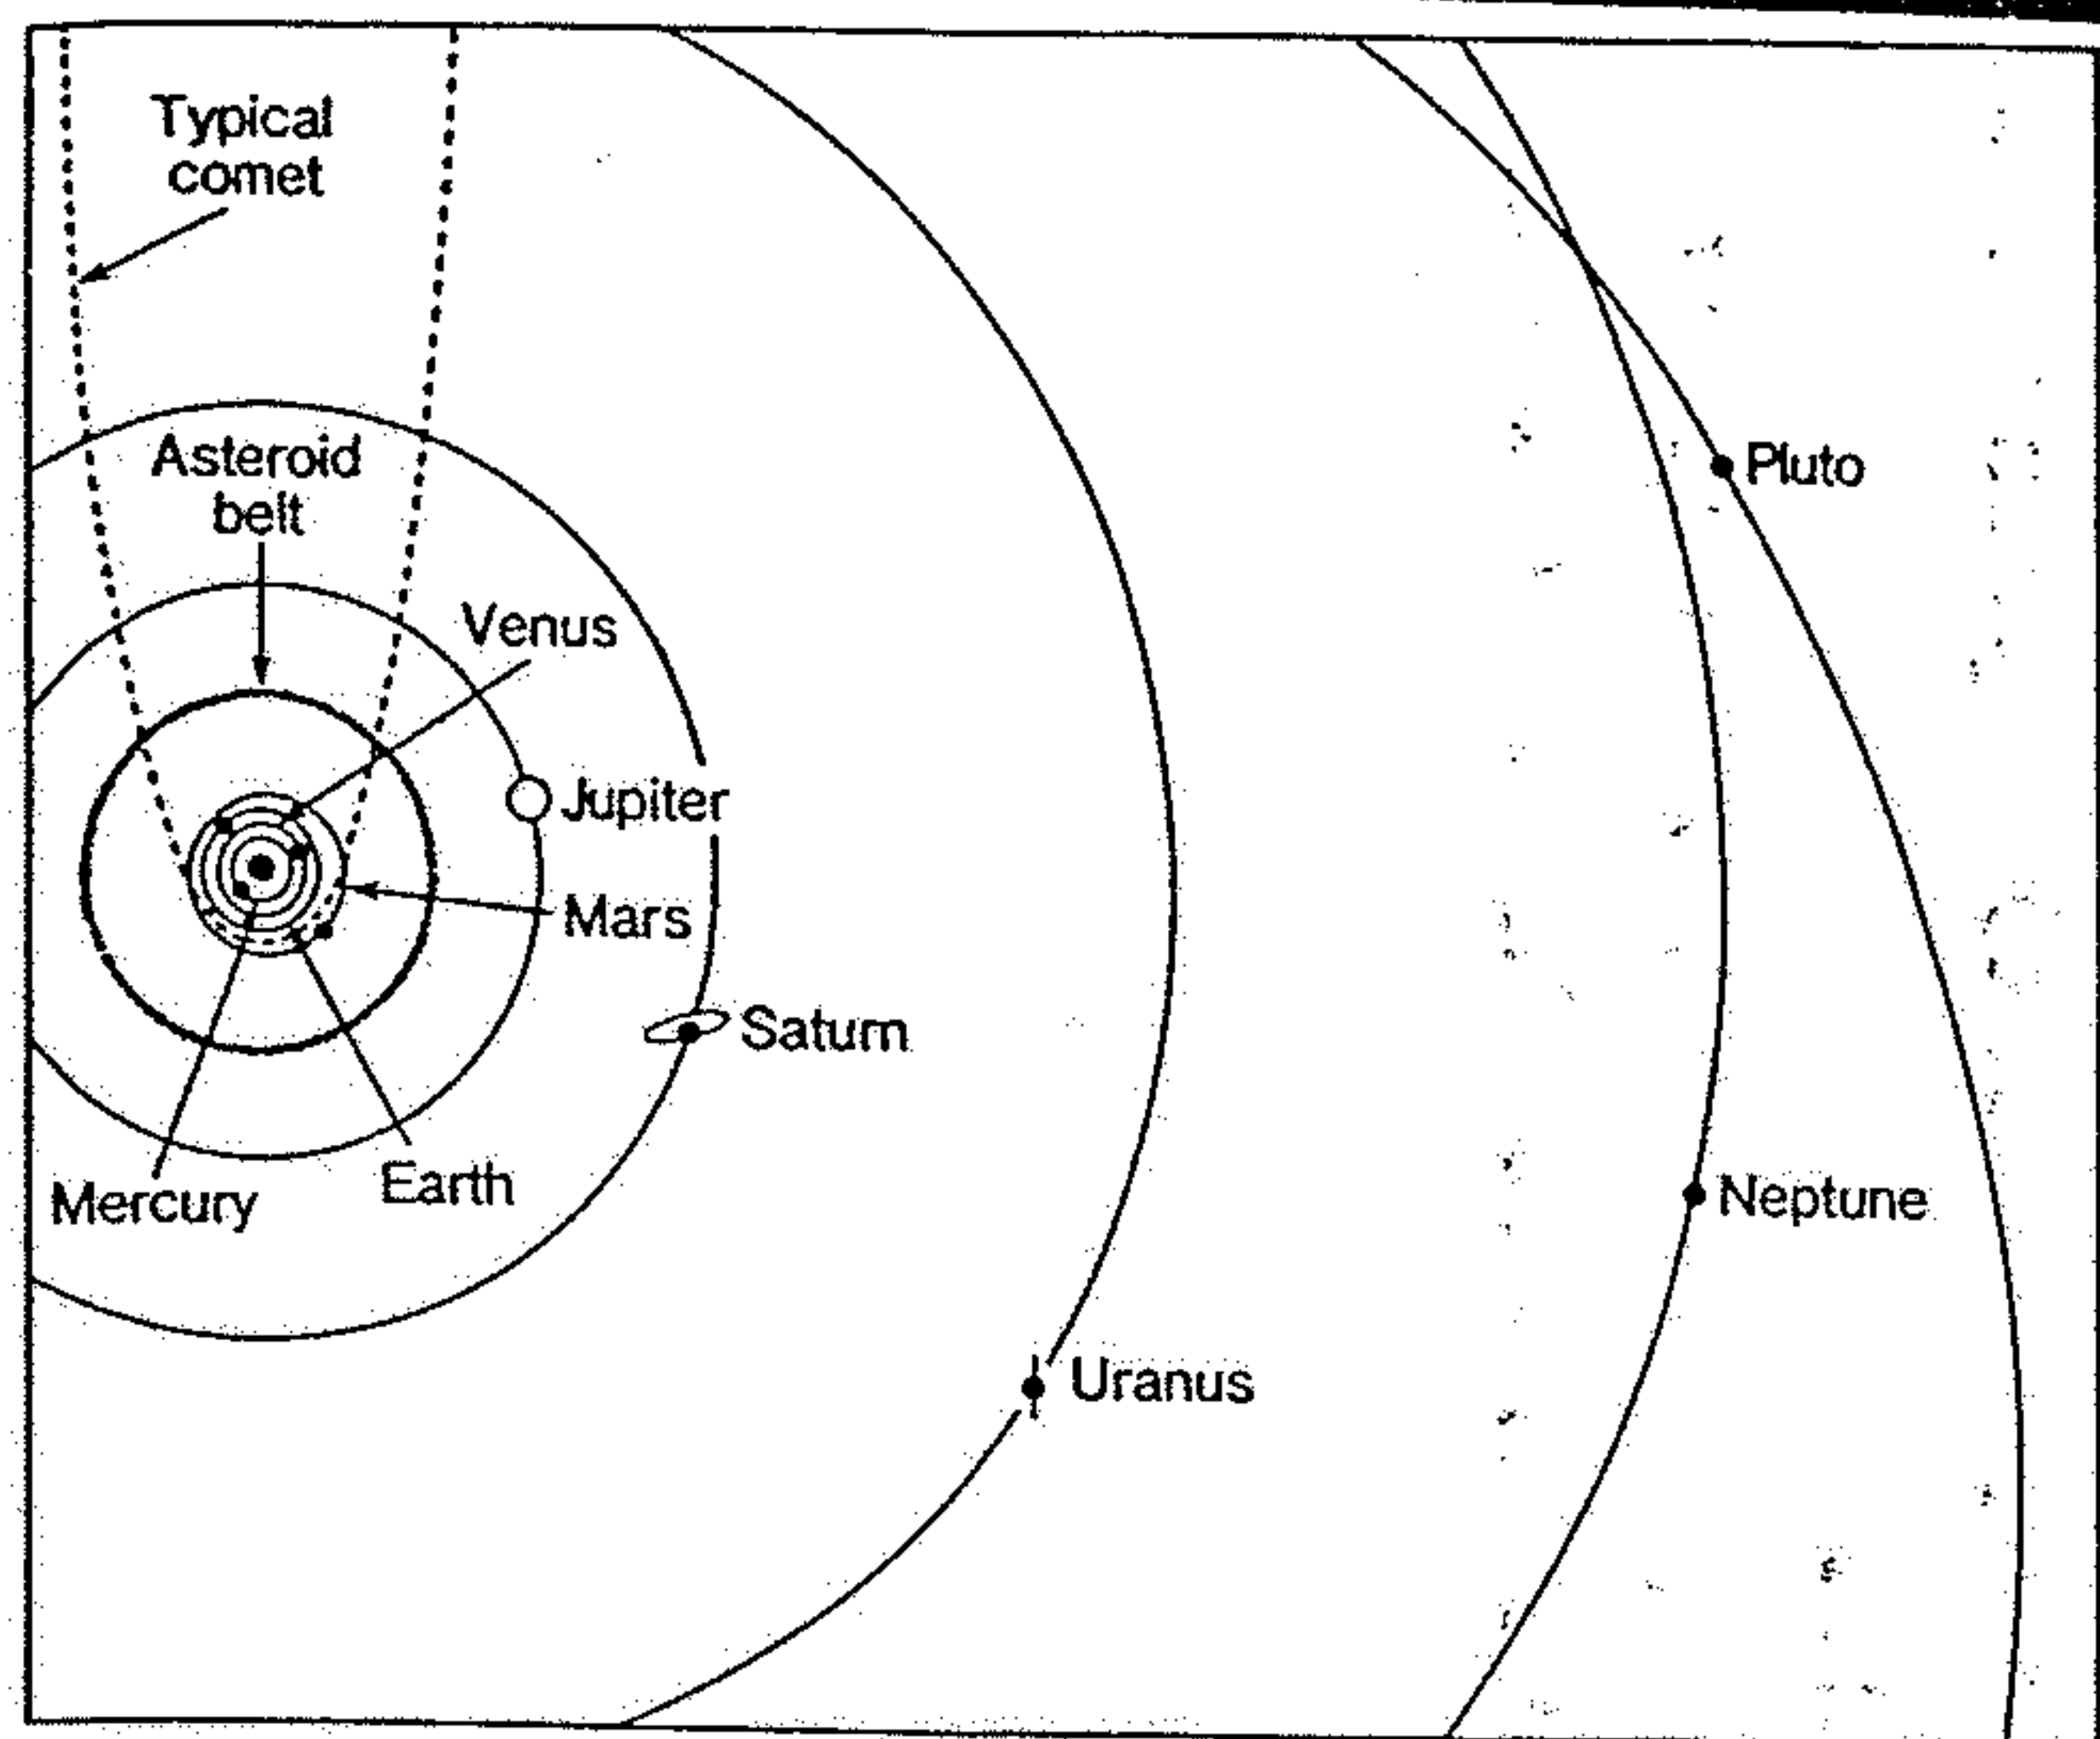 Typical
comet
Asteroid
belt
Venus
Pluto
Jupiter
Mars
Saturn
Mercury
Earth
Neptune
Uranus